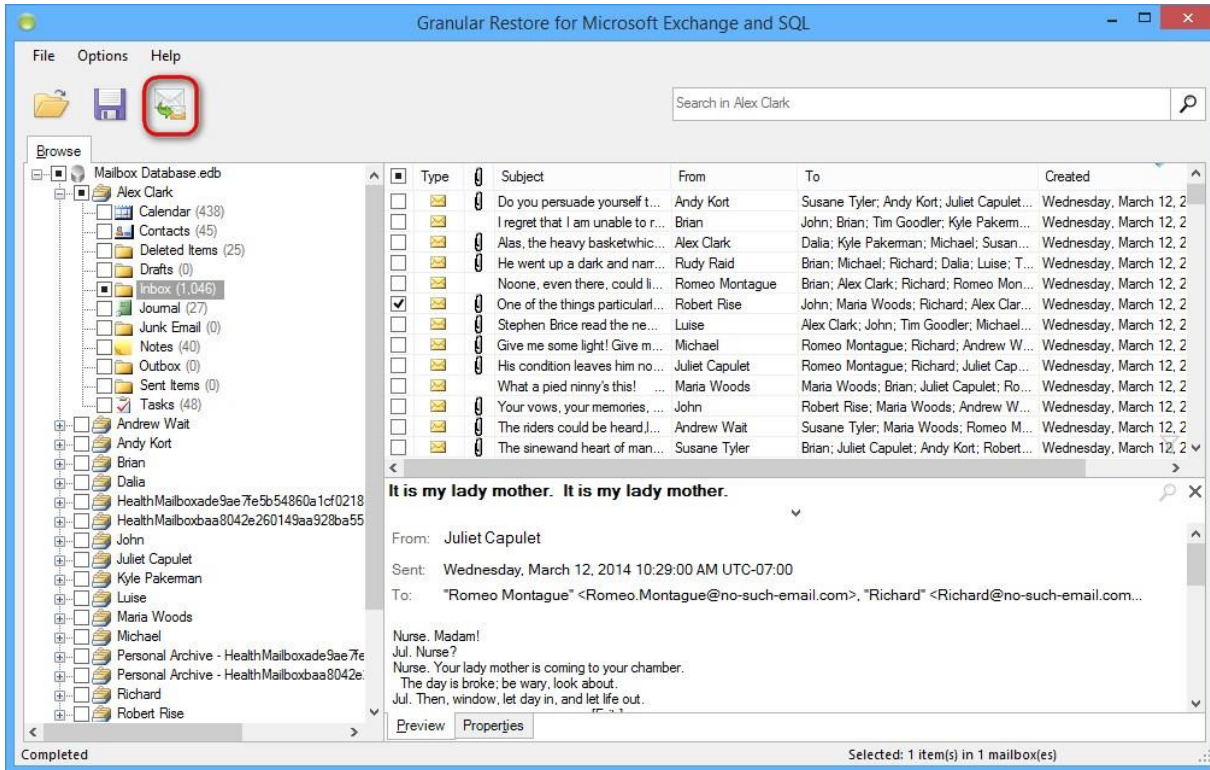 Granular Restore for Microsoft Exchange and SQL
File Options Help
Search in Alex Clark
Browse
Mailbox Database.edb
Alex Clark
Calendar (438)
Contacts (45)
Deleted Items (25)
Drafts (0)
Inbox (1,046)
Journal (27)
Junk Email (0)
Notes (40)
Outbox (0)
Sent Items (0)
Tasks (48)
Andrew Wait
Andy Kort
Brian
Dalia
HealthMailboxade9ae7fe5b54860a1cf0218
HealthMailboxbaa8042e260149aa928ba55
John
Juliet Capulet
Kyle Pakerman
Luise
Maria Woods
Michael
Personal Archive - HealthMailboxade9ae7fe
Personal Archive - HealthMailboxbaa8042e
Richard
Robert Rise
Type Subject From To Created
Do you persuade yourself t... Andy Kort Susane Tyler; Andy Kort; Juliet Capulet... Wednesday, March 12, 2
I regret that I am unable to r... Brian John; Brian; Tim Goodler; Kyle Pakerm... Wednesday, March 12, 2
Alas, the heavy basketwhic... Alex Clark Dalia; Kyle Pakerman; Michael; Susan... Wednesday, March 12, 2
He went up a dark and narr... Rudy Raid Brian; Michael; Richard; Dalia; Luise; T... Wednesday, March 12, 2
Noone, even there, could li... Romeo Montague Brian; Alex Clark; Richard; Romeo Mon... Wednesday, March 12, 2
One of the things particularl... Robert Rise John; Maria Woods; Richard; Alex Clar... Wednesday, March 12, 2
Stephen Brice read the ne... Luise Alex Clark; John; Tim Goodler; Michael... Wednesday, March 12, 2
Give me some light! Give m... Michael Romeo Montague; Richard; Andrew W... Wednesday, March 12, 2
His condition leaves him no... Juliet Capulet Romeo Montague; Richard; Juliet Cap... Wednesday, March 12, 2
What a pied ninny's this! ... Maria Woods Maria Woods; Brian; Juliet Capulet; Ro... Wednesday, March 12, 2
Your vows, your memories, ... John Robert Rise; Maria Woods; Andrew W... Wednesday, March 12, 2
The riders could be heard,l... Andrew Wait Susane Tyler; Maria Woods; Romeo M... Wednesday, March 12, 2
The sinewand heart of man... Susane Tyler Brian; Juliet Capulet; Andy Kort; Robert... Wednesday, March 12, 2
It is my lady mother. It is my lady mother.
From: Juliet Capulet
Sent: Wednesday, March 12, 2014 10:29:00 AM UTC-07:00
To: "Romeo Montague" <Romeo.Montague@no-such-email.com>, "Richard" <Richard@no-such-email.com...
Nurse. Madam!
Jul. Nurse?
Nurse. Your lady mother is coming to your chamber.
The day is broke; be wary, look about.
Jul. Then, window, let day in, and let life out.
Preview Properties
Completed Selected: 1 item(s) in 1 mailbox(es)